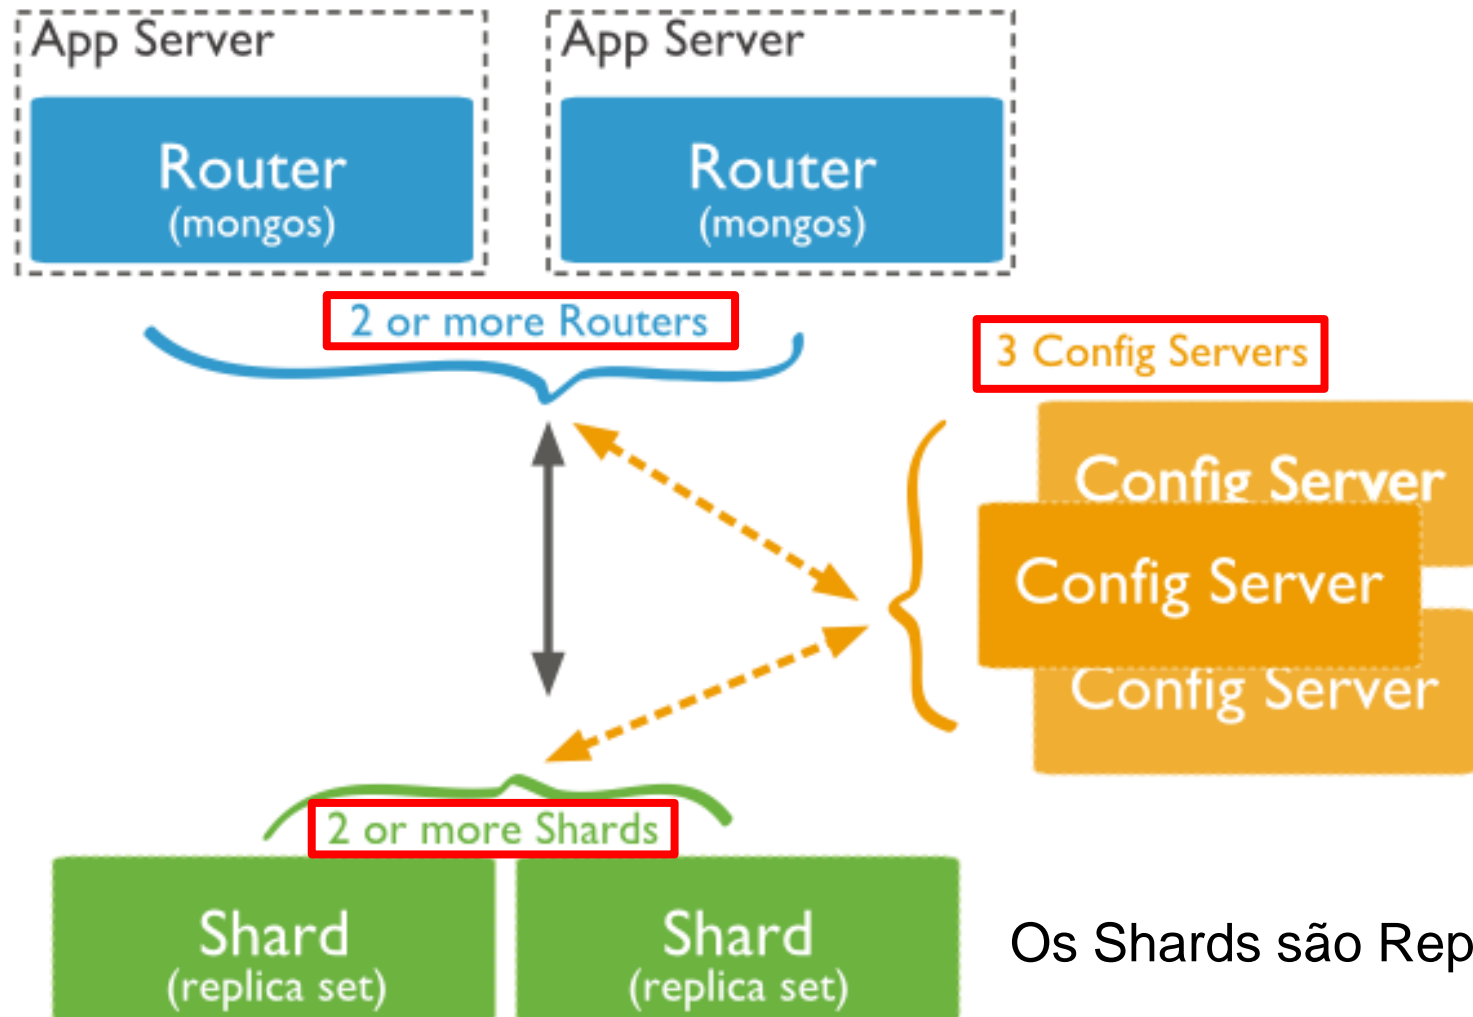 App Server
App Server
Router
(mongos)
Router
(mongos)
2 or more Routers
3 Config Servers
Config Server
Config Server
Config Server
2 or more Shards
Shard
(replica set)
Shard
(replica set)
Os Shards são Rep